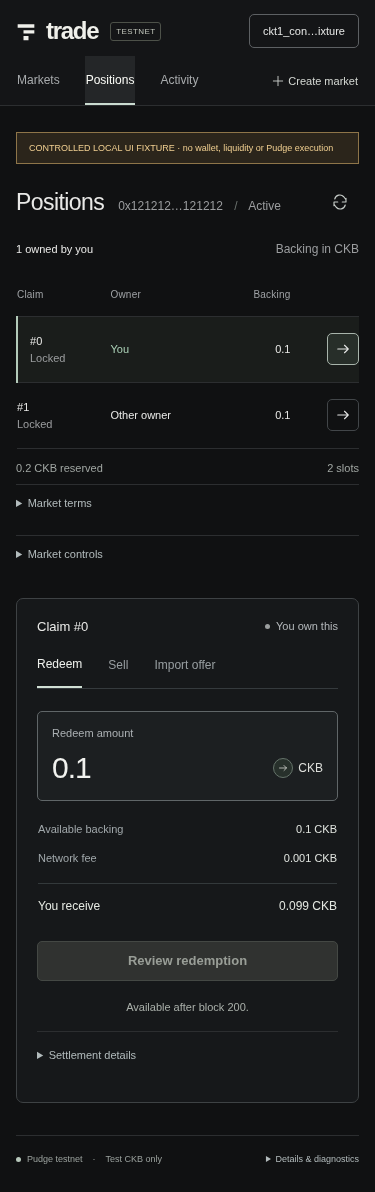 trade TESTNET ckt1_con...ixture
Markets Positions Activity + Create market
CONTROLLED LOCAL UI FIXTURE · no wallet, liquidity or Pudge execution
Positions 0x121212...121212 / Active
1 owned by you Backing in CKB
Claim Owner Backing
#0
Locked
You 0.1
#1
Locked
Other owner 0.1
0.2 CKB reserved 2 slots
Market terms
Market controls
Claim #0 You own this
Redeem Sell Import offer
Redeem amount
0.1 CKB
Available backing 0.1 CKB
Network fee 0.001 CKB
You receive 0.099 CKB
Review redemption
Available after block 200.
Settlement details
Pudge testnet · Test CKB only Details & diagnostics